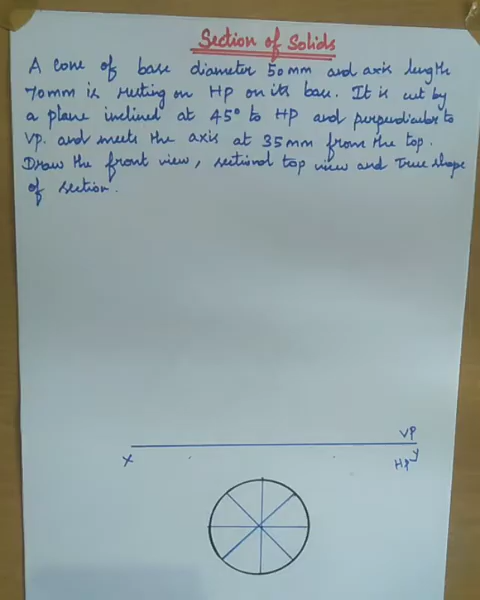 Section of Solids
A cone of base diameter 50mm and axis length
70mm is resting on HP on its base. It is cut by
a plane inclined at 45° to HP and perpendicular to
VP. and meets the axis at 35mm from the top.
Draw the front view, sectional top view and True shape
of section.
VP
X
HP
Y